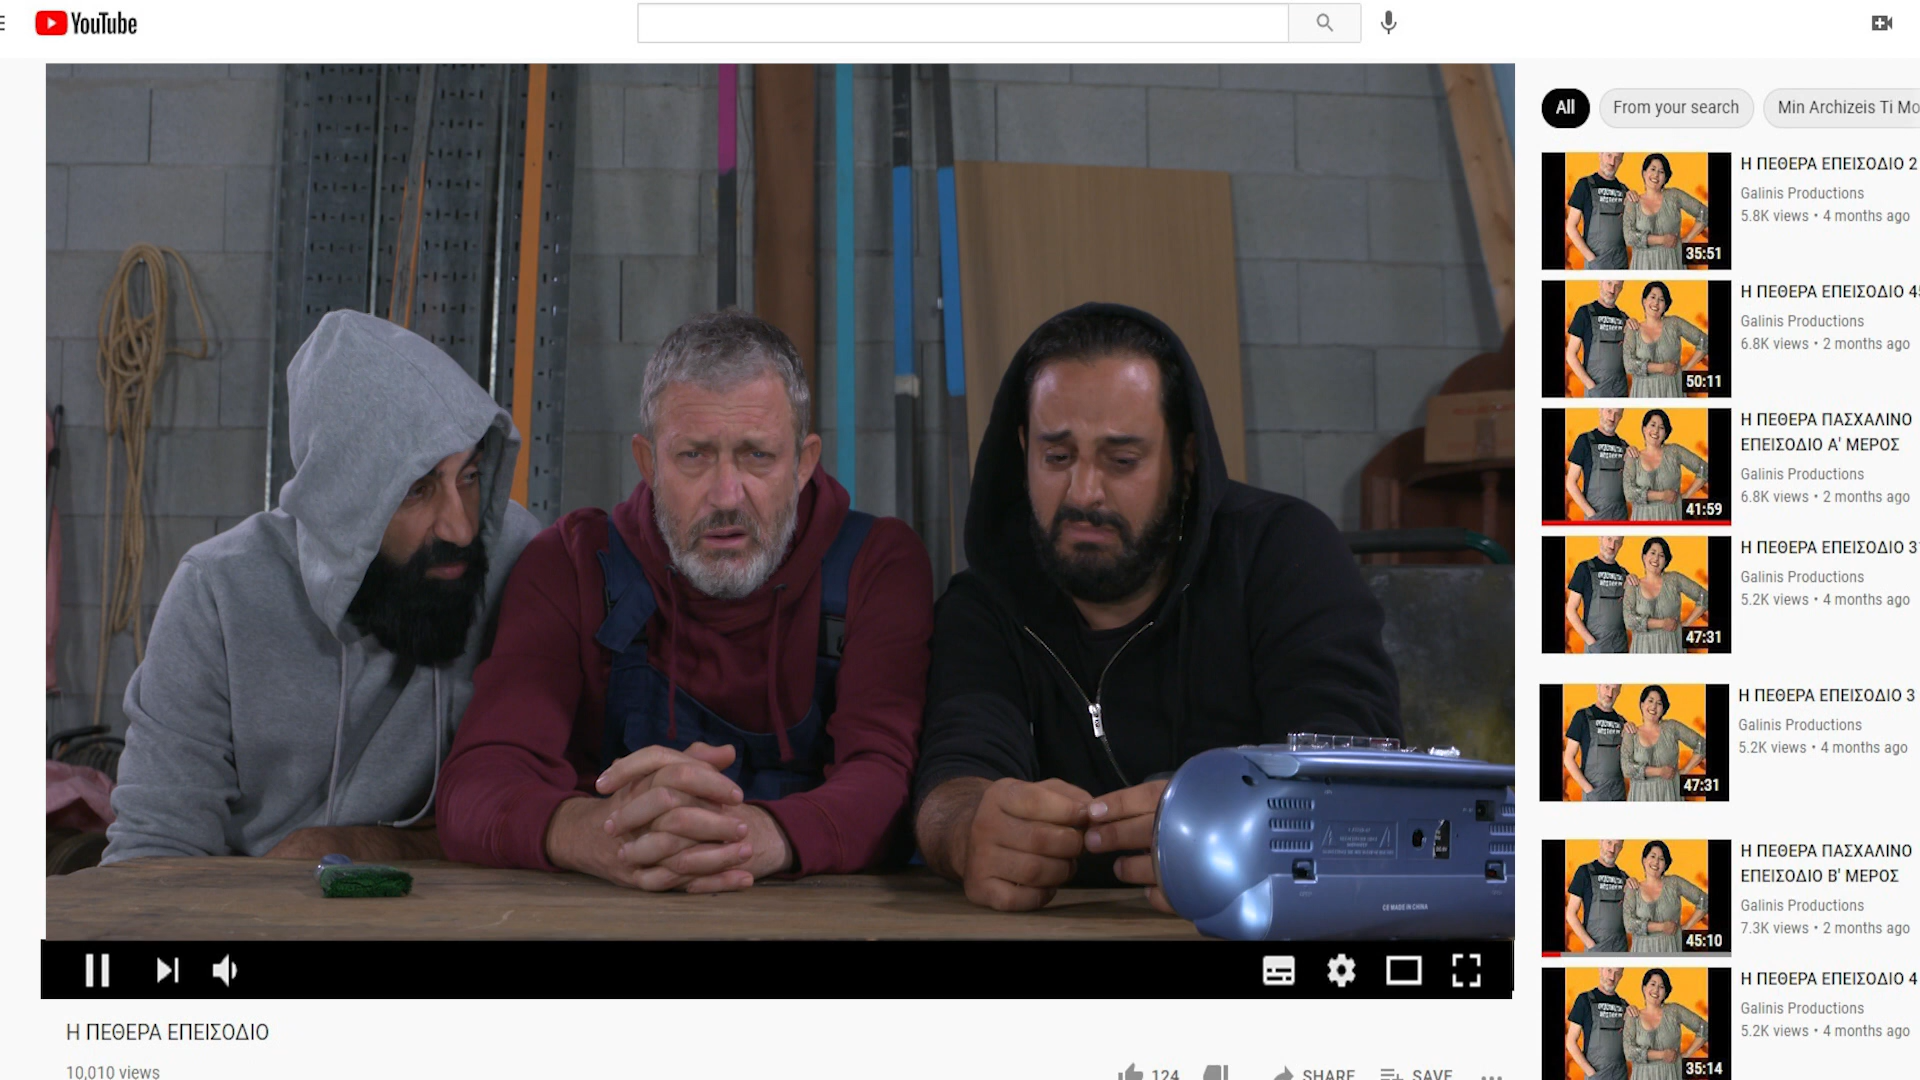 YouTube
All
From your search
Min Archizeis Ti Mo
Η ΠΕΘΕΡΑ ΕΠΕΙΣΟΔΙΟ 2
Galinis Productions
5.8K views • 4 months ago
35:51
Η ΠΕΘΕΡΑ ΕΠΕΙΣΟΔΙΟ 45
Galinis Productions
6.8K views • 2 months ago
50:11
Η ΠΕΘΕΡΑ ΠΑΣΧΑΛΙΝΟ
ΕΠΕΙΣΟΔΙΟ Α' ΜΕΡΟΣ
Galinis Productions
6.8K views • 2 months ago
41:59
Η ΠΕΘΕΡΑ ΕΠΕΙΣΟΔΙΟ 3
Galinis Productions
5.2K views • 4 months ago
47:31
Η ΠΕΘΕΡΑ ΕΠΕΙΣΟΔΙΟ 3
Galinis Productions
5.2K views • 4 months ago
47:31
Η ΠΕΘΕΡΑ ΠΑΣΧΑΛΙΝΟ
ΕΠΕΙΣΟΔΙΟ Β' ΜΕΡΟΣ
Galinis Productions
7.3K views • 2 months ago
45:10
Η ΠΕΘΕΡΑ ΕΠΕΙΣΟΔΙΟ 4
Galinis Productions
5.2K views • 4 months ago
35:14
CE MADE IN CHINA
Η ΠΕΘΕΡΑ ΕΠΕΙΣΟΔΙΟ
10,010 views
124
SHARE
SAVE